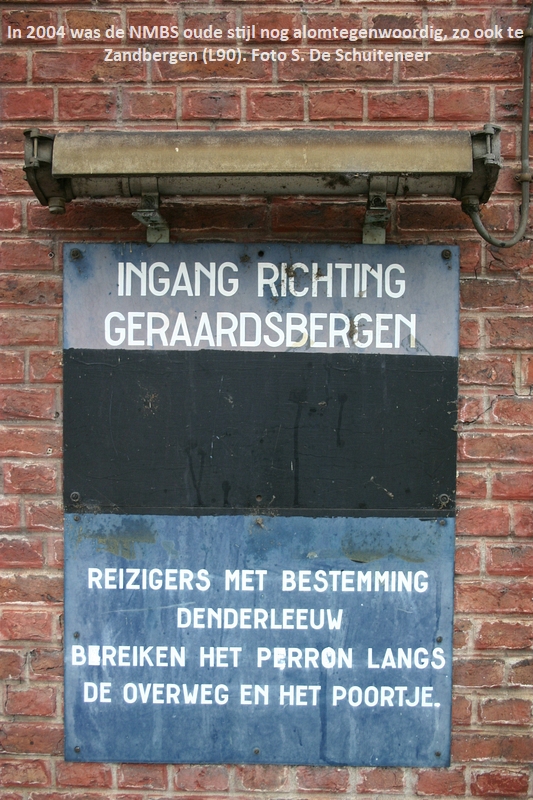 In 2004 was de NMBS oude stijl nog alomtegenwoordig, zo ook te
Zandbergen (L90). Foto S. De Schuiteneer
INGANG RICHTING
GERAARDSBERGEN
REIZIGERS MET BESTEMMING
DENDERLEEUW
BEREIKEN HET PERRON LANGS
DE OVERWEG EN HET POORTJE.